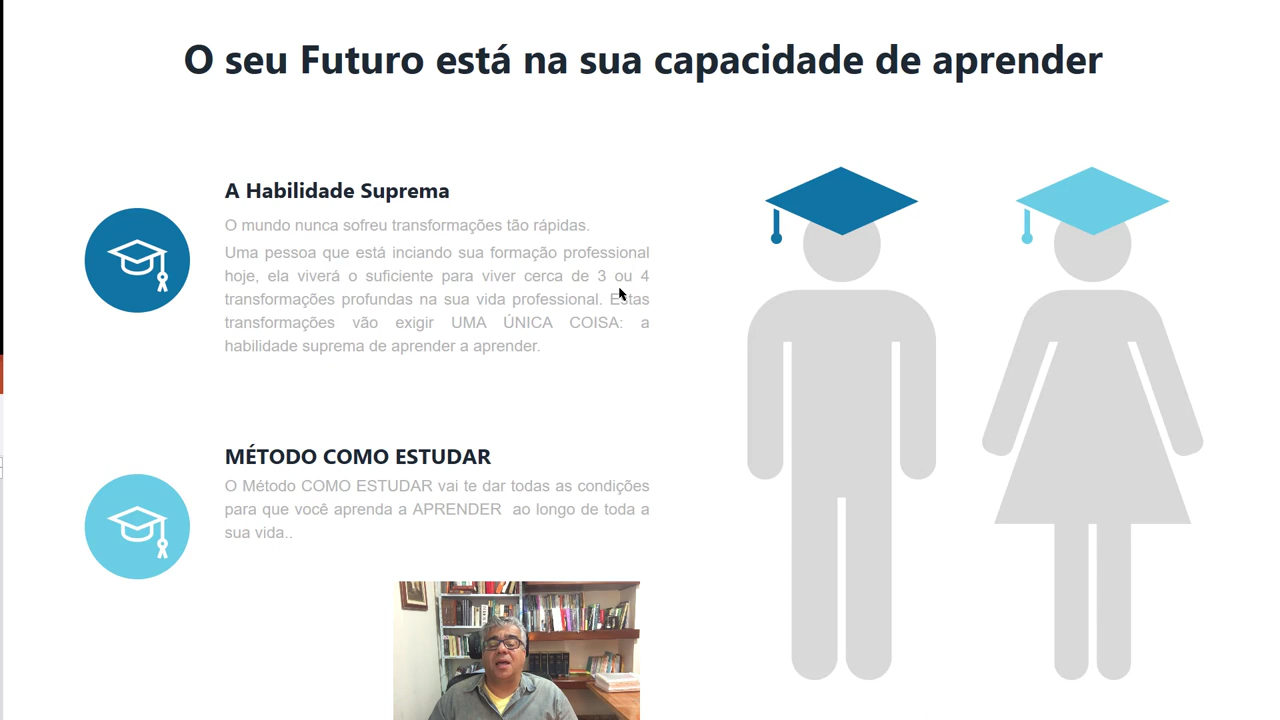 O seu Futuro está na sua capacidade de aprender
A Habilidade Suprema
O mundo nunca sofreu transformações tão rápidas.
Uma pessoa que está inciando sua formação professional
hoje, ela viverá o suficiente para viver cerca de 3 ou 4
transformações profundas na sua vida professional. Estas
transformações vão exigir UMA ÚNICA COISA: a
habilidade suprema de aprender a aprender.
MÉTODO COMO ESTUDAR
O Método COMO ESTUDAR vai te dar todas as condições
para que você aprenda a APRENDER  ao longo de toda a
sua vida..